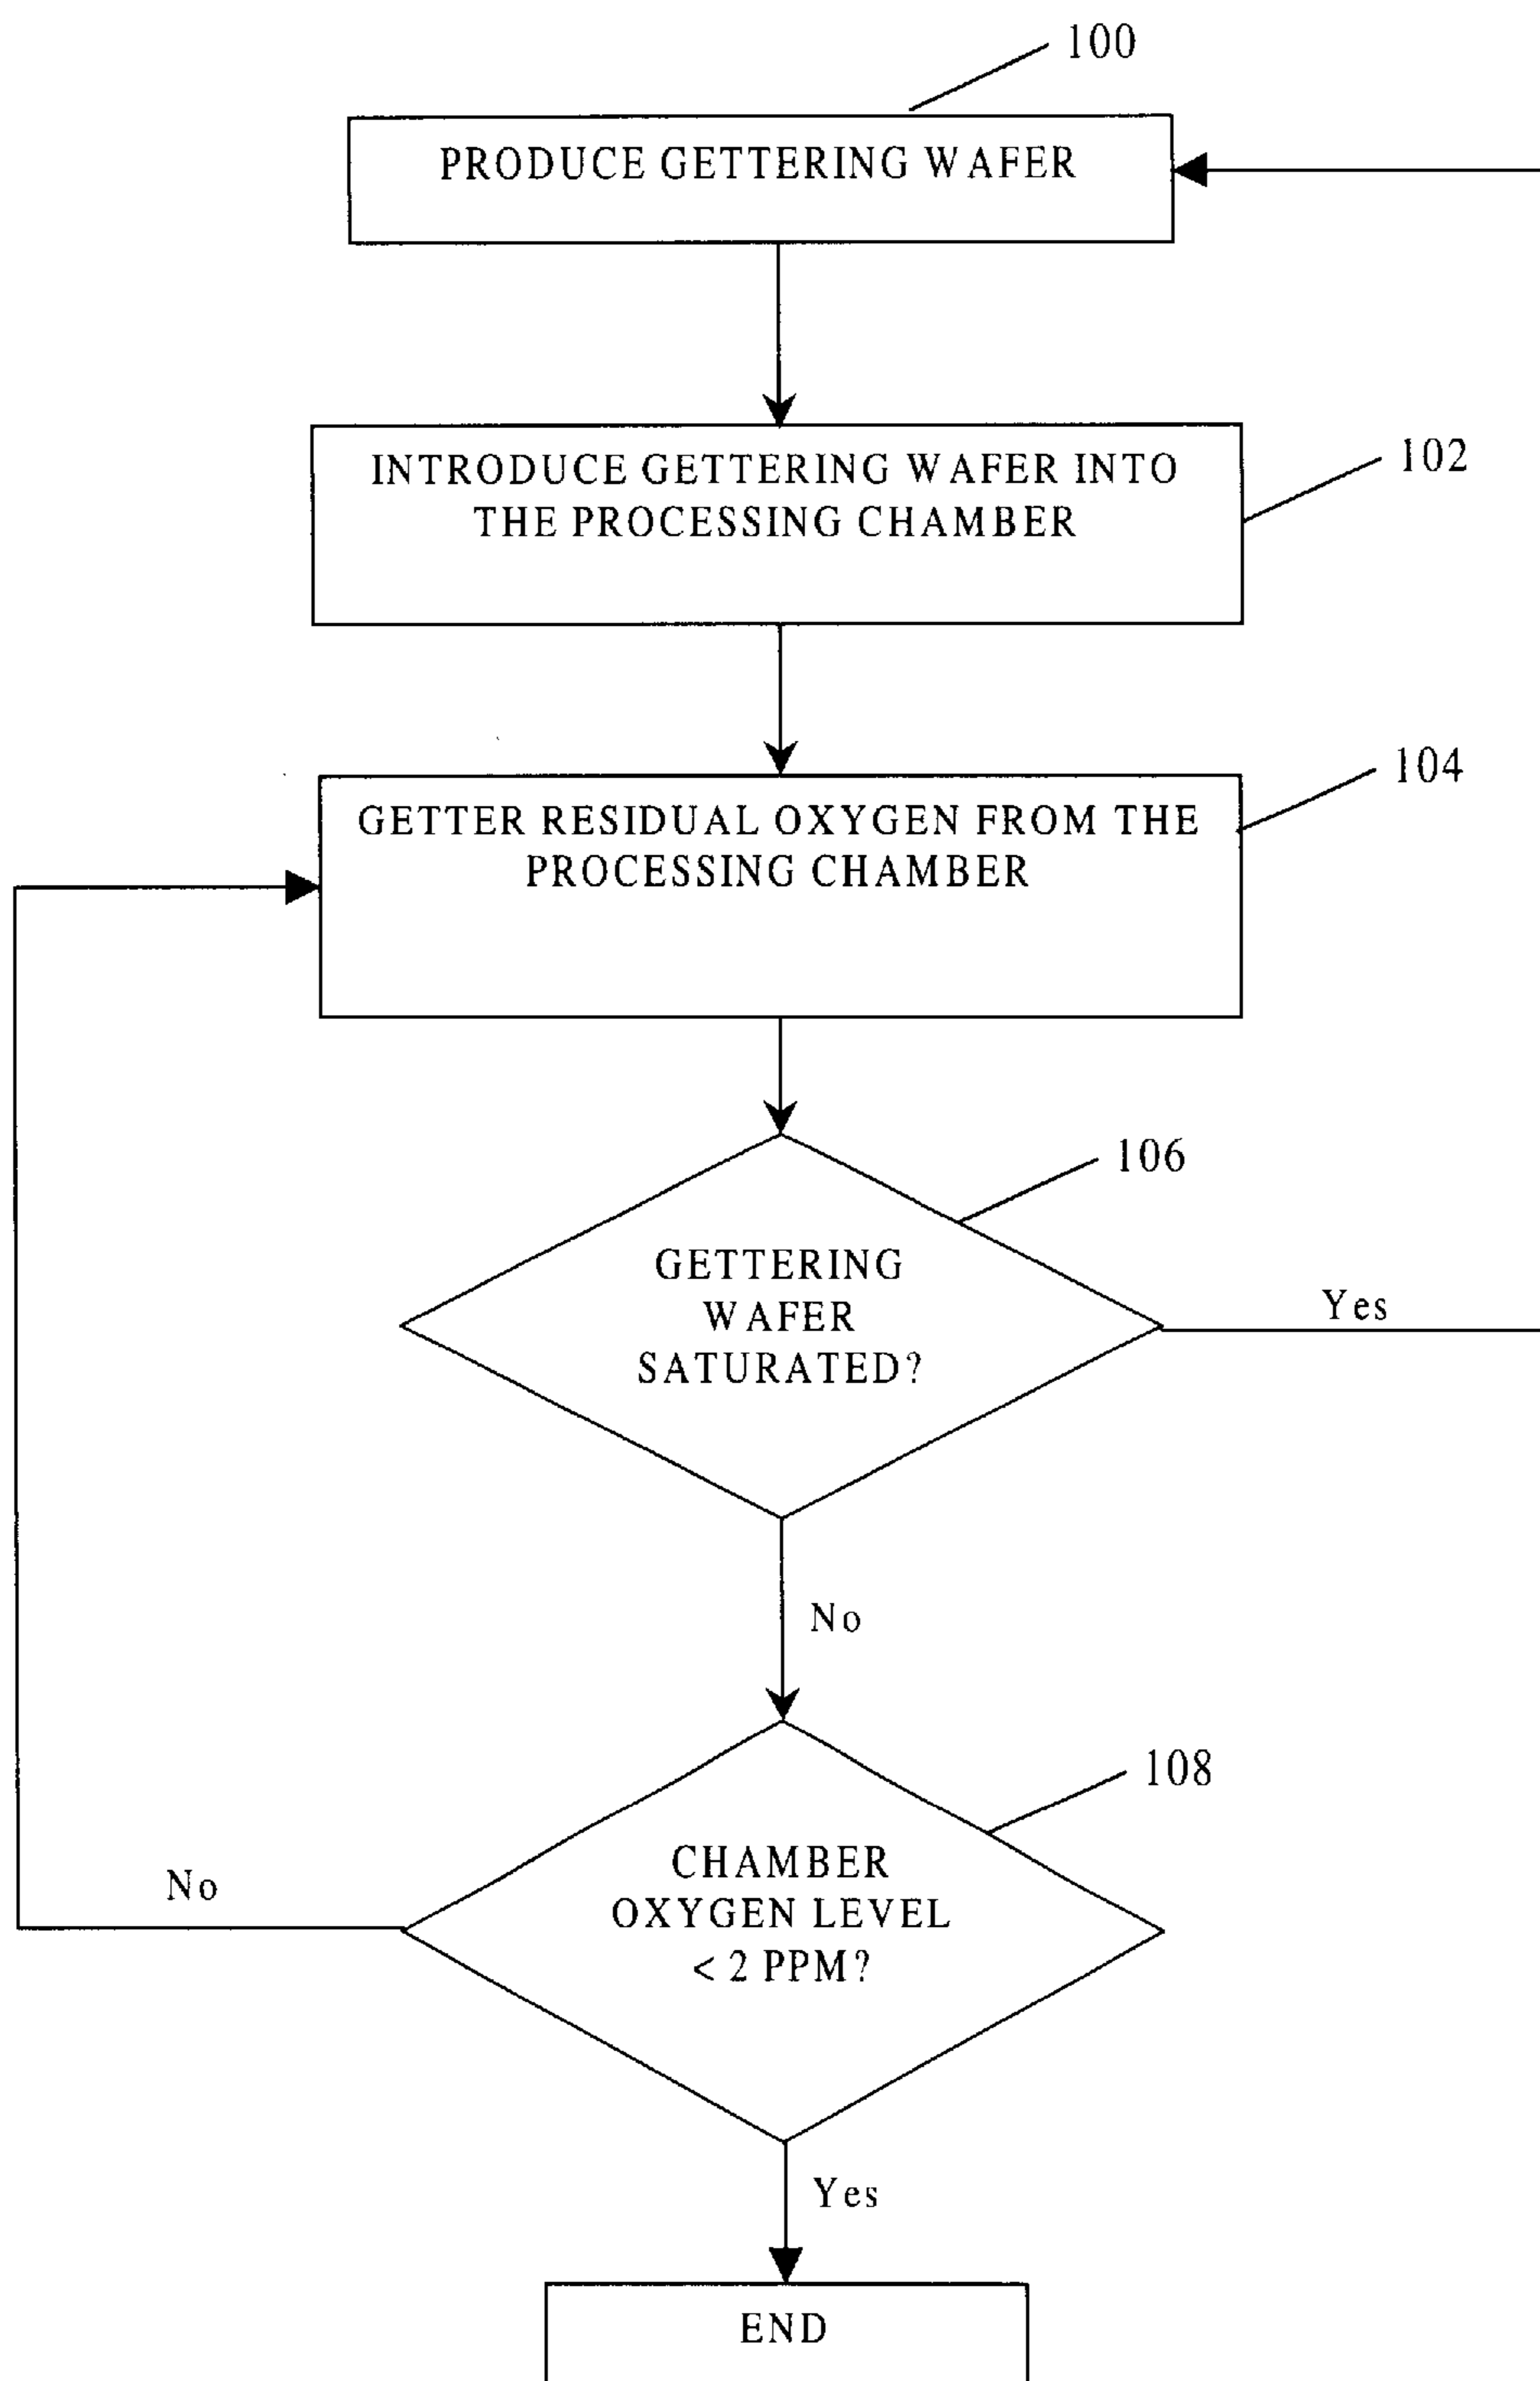 100
PRODUCE GETTERING WAFER
INTRODUCE GETTERING WAFER INTO
THE PROCESSING CHAMBER
102
GETTER RESIDUAL OXYGEN FROM THE
PROCESSING CHAMBER
104
106
GETTERING
WAFER
SATURATED?
Yes
No
108
CHAMBER
OXYGEN LEVEL
< 2 PPM?
No
Yes
END